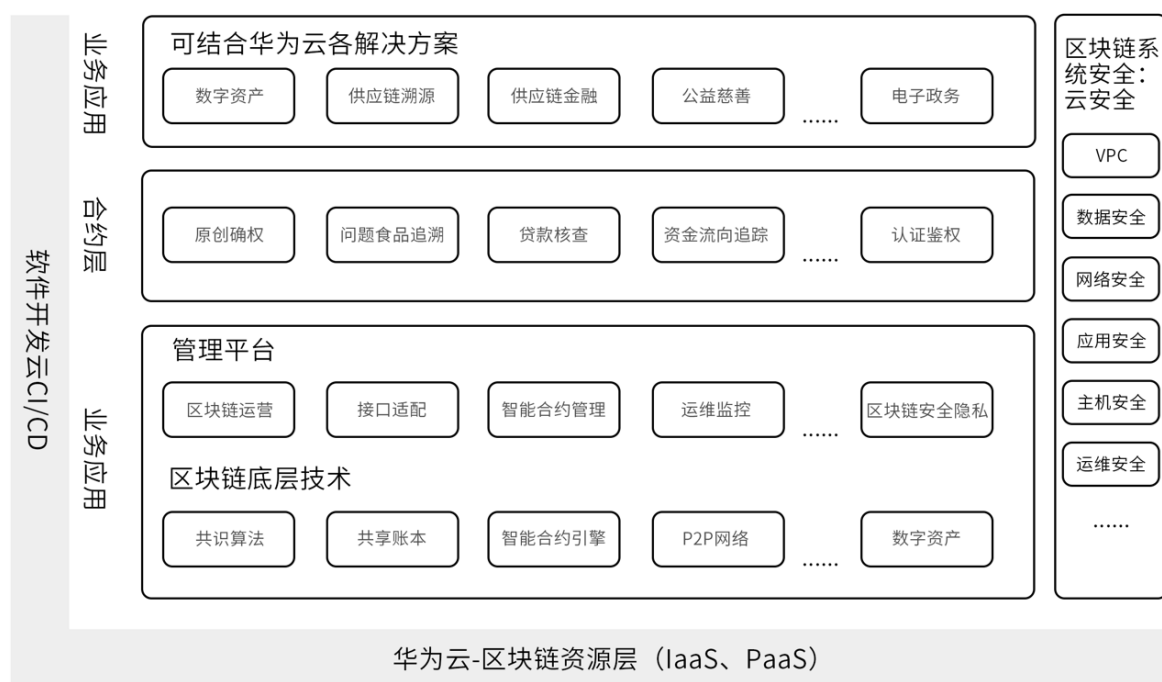 软件开发云CI/CD
业务应用
可结合华为云各解决方案
数字资产
供应链溯源
供应链金融
公益慈善
......
电子政务
合约层
原创确权
问题食品追溯
贷款核查
资金流向追踪
......
认证鉴权
业务应用
管理平台
区块链运营
接口适配
智能合约管理
运维监控
......
区块链安全隐私
区块链底层技术
共识算法
共享账本
智能合约引擎
P2P网络
......
数字资产
区块链系
统安全：
云安全
VPC
数据安全
网络安全
应用安全
主机安全
运维安全
......
华为云-区块链资源层（IaaS、PaaS）